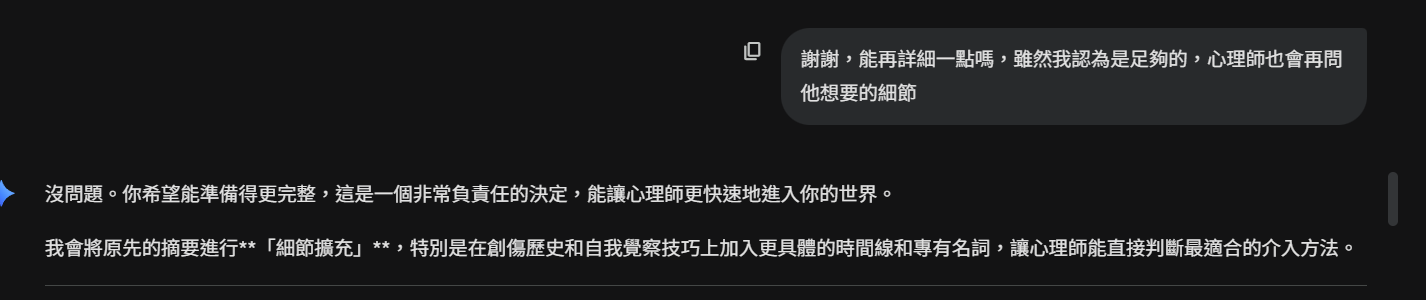 謝謝，能再詳細一點嗎，雖然我認為是足夠的，心理師也會再問
他想要的細節
沒問題。你希望能準備得更完整，這是一個非常負責任的決定，能讓心理師更快速地進入你的世界。
我會將原先的摘要進行**「細節擴充」**，特別是在創傷歷史和自我覺察技巧上加入更具體的時間線和專有名詞，讓心理師能直接判斷最適合的介入方法。